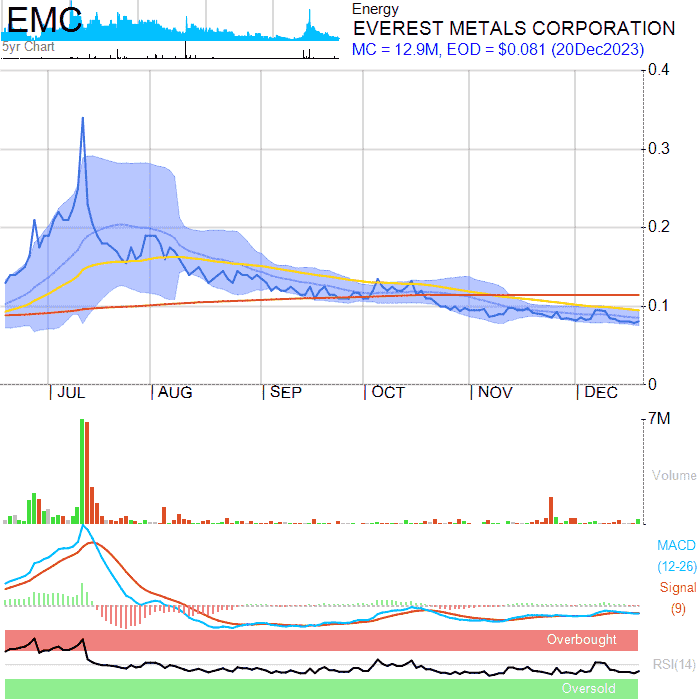 EMC
5yr Chart
Energy
EVEREST METALS CORPORATION
MC = 12.9M, EOD = $0.081 (20Dec2023)
0.4
0.3
0.2
0.1
0
JUL AUG SEP OCT NOV DEC
7M
Volume
MACD
(12-26)
Signal
(9)
Overbought
RSI(14)
Oversold